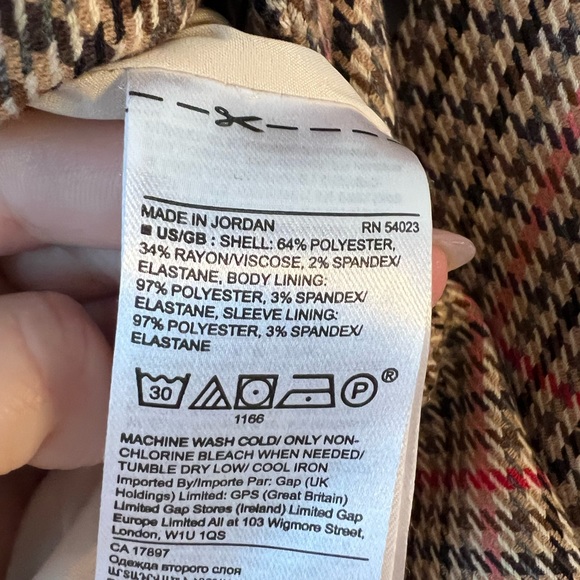 MADE IN JORDAN RN 54023
US/GB : SHELL: 64% POLYESTER,
34% RAYON/VISCOSE, 2% SPANDEX/
ELASTANE, BODY LINING:
97% POLYESTER, 3% SPANDEX/
ELASTANE, SLEEVE LINING:
97% POLYESTER, 3% SPANDEX/
ELASTANE
30 P ®
1166
MACHINE WASH COLD/ ONLY NON-
CHLORINE BLEACH WHEN NEEDED/
TUMBLE DRY LOW/ COOL IRON
Imported By/Importe Par: Gap (UK
Holdings) Limited: GPS (Great Britain)
Limited Gap Stores (Ireland) Limited Gap
Europe Limited All at 103 Wigmore Street,
London, W1U 1QS
CA 17897
Одежда второго слоя